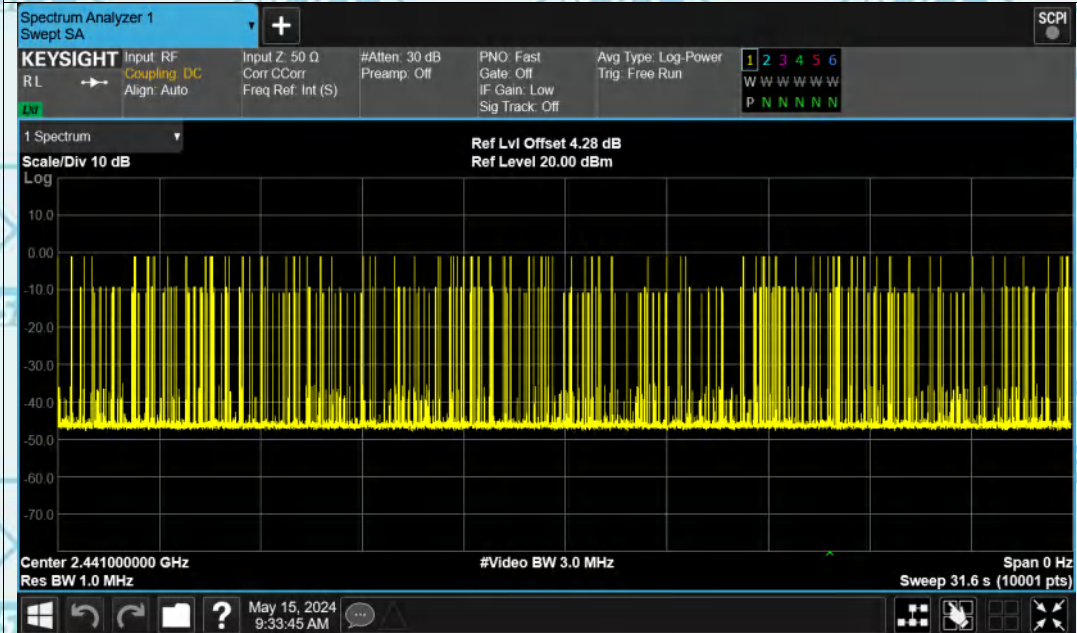 Spectrum Analyzer 1
Swept SA
+
SCPI
KEYSIGHT
R L
LXI
Input: RF
Coupling: DC
Align: Auto
Input Z: 50 Ω
Corr CCorr
Freq Ref: Int (S)
#Atten: 30 dB
Preamp: Off
PNO: Fast
Gate: Off
IF Gain: Low
Sig Track: Off
Avg Type: Log-Power
Trig: Free Run
1 2 3 4 5 6
W W W W W W
P N N N N N
1 Spectrum
Scale/Div 10 dB
Ref Lvl Offset 4.28 dB
Ref Level 20.00 dBm
Log
10.0
0.00
-10.0
-20.0
-30.0
-40.0
-50.0
-60.0
-70.0
Center 2.441000000 GHz
#Video BW 3.0 MHz
Span 0 Hz
Res BW 1.0 MHz
Sweep 31.6 s (10001 pts)
?
May 15, 2024
9:33:45 AM